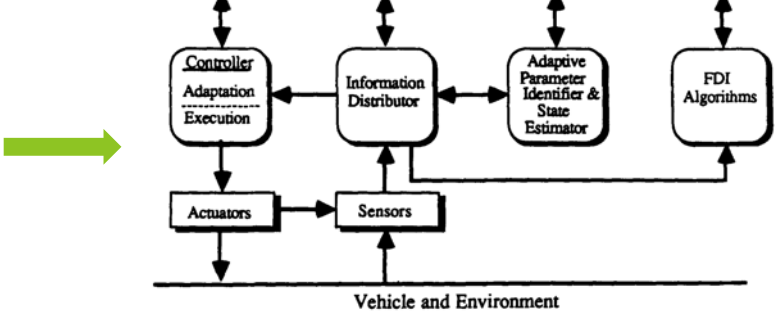 Controller
Adaptation
Execution
Information
Distributor
Adaptive
Parameter
Identifier &
State
Estimator
FDI
Algorithms
Actuators
Sensors
Vehicle and Environment